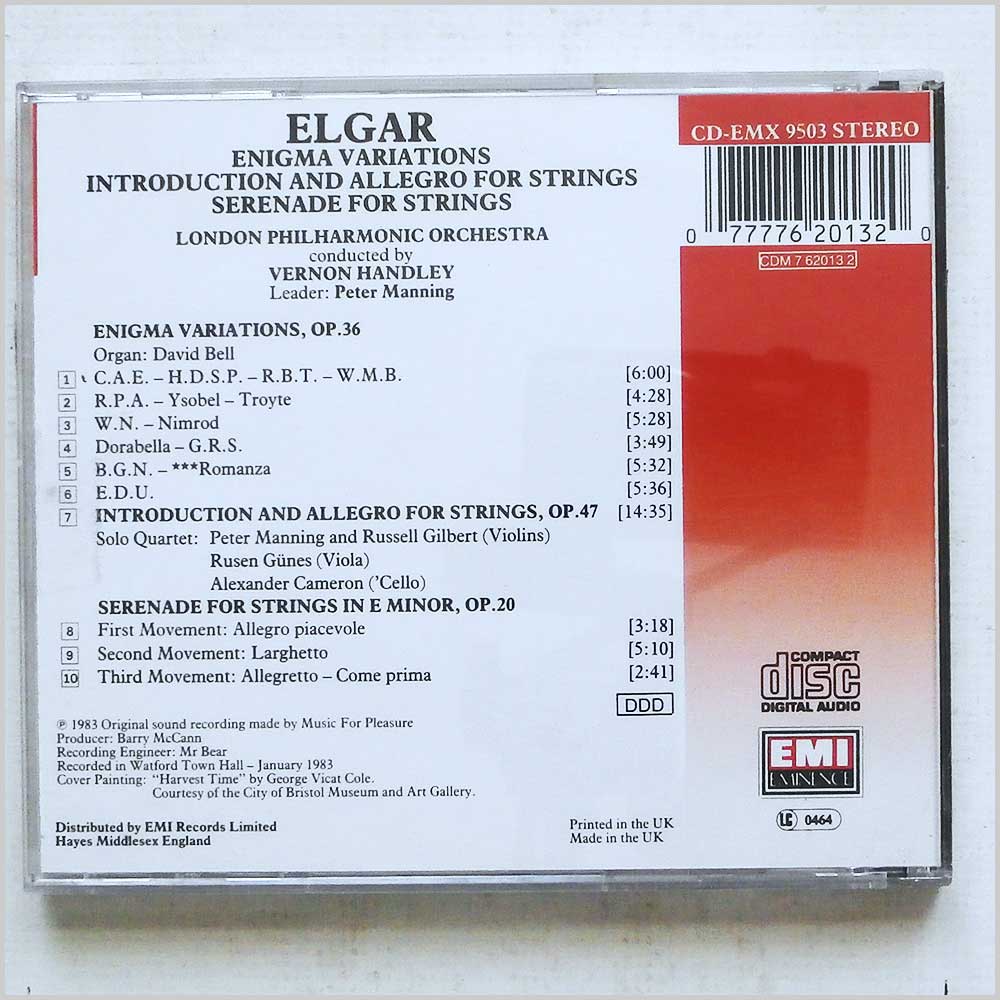 ELGAR
ENIGMA VARIATIONS
INTRODUCTION AND ALLEGRO FOR STRINGS
SERENADE FOR STRINGS
LONDON PHILHARMONIC ORCHESTRA
conducted by
VERNON HANDLEY
Leader: Peter Manning
CD-EMX 9503 STEREO
0 77776 20132 0
CDM 7 62013 2
ENIGMA VARIATIONS, OP.36
Organ: David Bell
1 C.A.E. – H.D.S.P. – R.B.T. – W.M.B. [6:00]
2 R.P.A. – Ysobel – Troyte [4:28]
3 W.N. – Nimrod [5:28]
4 Dorabella – G.R.S. [3:49]
5 B.G.N. – ***Romanza [5:32]
6 E.D.U. [5:36]
7 INTRODUCTION AND ALLEGRO FOR STRINGS, OP.47 [14:35]
Solo Quartet: Peter Manning and Russell Gilbert (Violins)
Rusen Günes (Viola)
Alexander Cameron ('Cello)
SERENADE FOR STRINGS IN E MINOR, OP.20
8 First Movement: Allegro piacevole [3:18]
9 Second Movement: Larghetto [5:10]
10 Third Movement: Allegretto – Come prima [2:41]
DDD
℗ 1983 Original sound recording made by Music For Pleasure
Producer: Barry McCann
Recording Engineer: Mr Bear
Recorded in Watford Town Hall – January 1983
Cover Painting: “Harvest Time” by George Vicat Cole.
Courtesy of the City of Bristol Museum and Art Gallery.
Distributed by EMI Records Limited
Hayes Middlesex England
Printed in the UK
Made in the UK
COMPACT
disc
DIGITAL AUDIO
EMI
EMINENCE
LC 0464